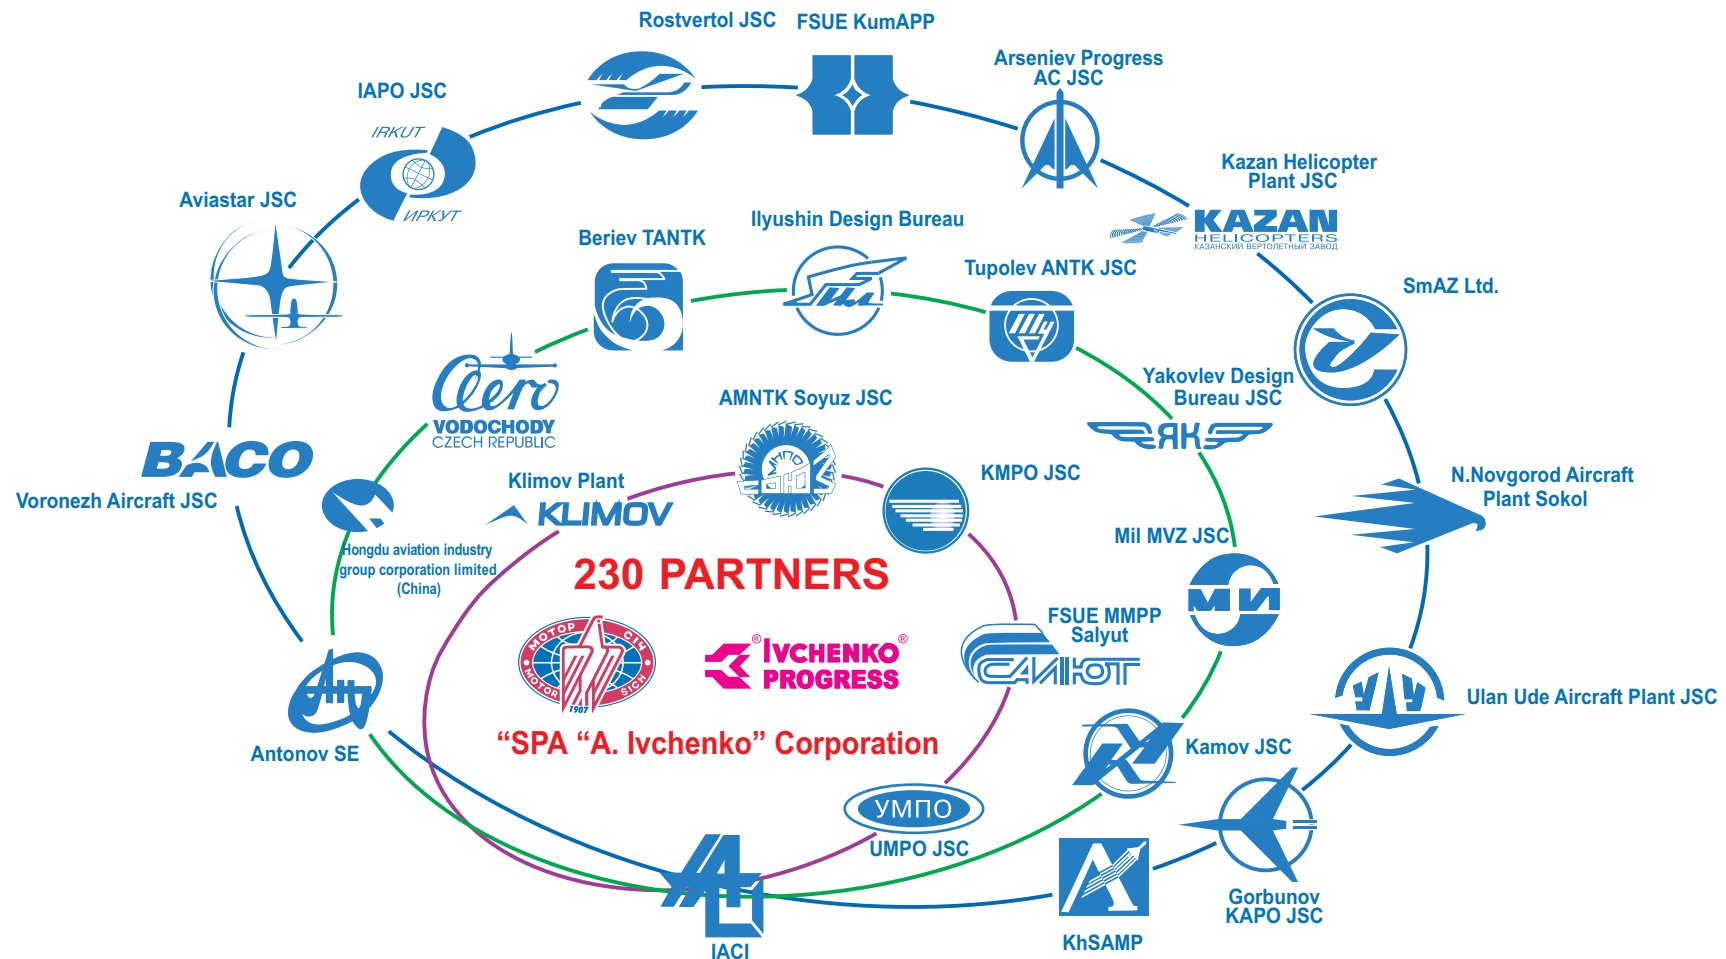 Rostvertol JSC
FSUE KumAPP
Arseniev Progress
AC JSC
IAPO JSC
IRKUT
ИРКУТ
Kazan Helicopter
Plant JSC
KAZAN
HELICOPTERS
КАЗАНСКИЙ ВЕРТОЛЕТНЫЙ ЗАВОД
Aviastar JSC
Beriev TANTK
Ilyushin Design Bureau
Ил
Tupolev ANTK JSC
Ту
SmAZ Ltd.
Aero
VODOCHODY
CZECH REPUBLIC
AMNTK Soyuz JSC
МНПО
СОЮЗ
Yakovlev Design
Bureau JSC
ЯК
BACO
Voronezh Aircraft JSC
Klimov Plant
KLIMOV
KMPO JSC
N.Novgorod Aircraft
Plant Sokol
Hongdu aviation industry
group corporation limited
(China)
230 PARTNERS
Mil MVZ JSC
МИ
МОТОР СІЧ
MOTOR SICH
1907
® IVCHENKO ®
PROGRESS
FSUE MMPP
Salyut
САЛЮТ
Ulan Ude Aircraft Plant JSC
УУ
Antonov SE
“SPA “A. Ivchenko” Corporation
Kamov JSC
УМПО
UMPO JSC
Gorbunov
KAPO JSC
KhSAMP
IACI